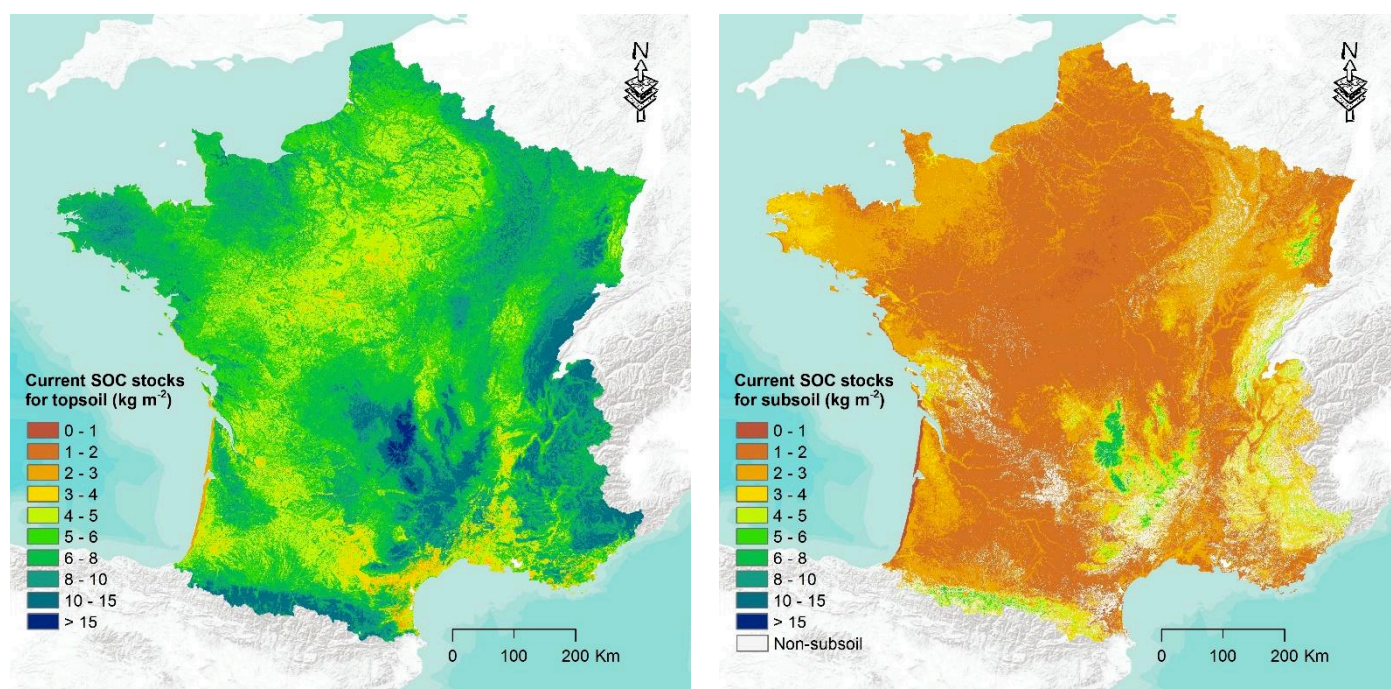 N
Current SOC stocks
for topsoil (kg m⁻²)
0 - 1
1 - 2
2 - 3
3 - 4
4 - 5
5 - 6
6 - 8
8 - 10
10 - 15
> 15
0 100 200 Km
N
Current SOC stocks
for subsoil (kg m⁻²)
0 - 1
1 - 2
2 - 3
3 - 4
4 - 5
5 - 6
6 - 8
8 - 10
10 - 15
> 15
Non-subsoil
0 100 200 Km